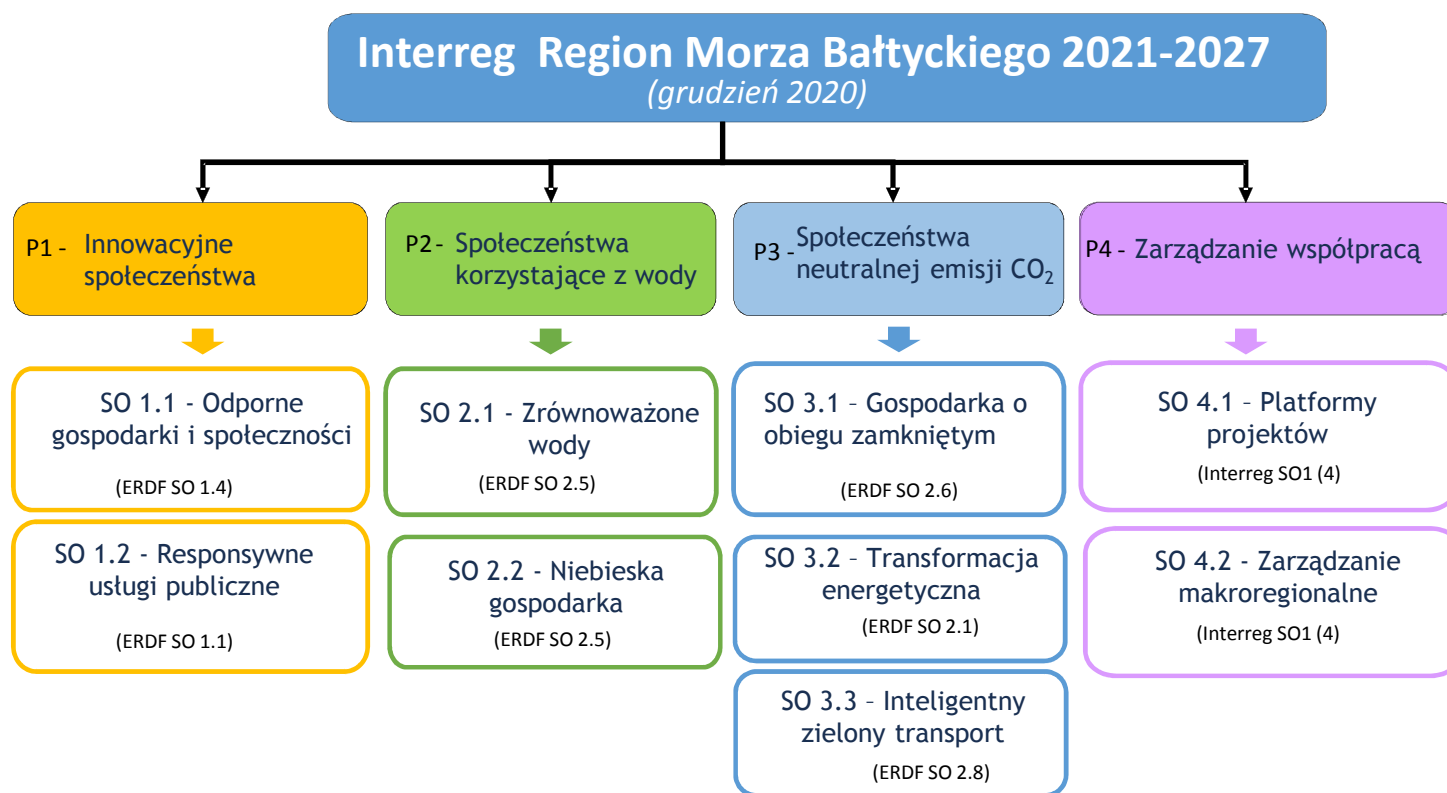 Interreg Region Morza Bałtyckiego 2021-2027
(grudzień 2020)
P1 - Innowacyjne
społeczeństwa
P2 - Społeczeństwa
korzystające z wody
P3 - Społeczeństwa
neutralnej emisji CO₂
P4 - Zarządzanie współpracą
SO 1.1 - Odporne
gospodarki i społeczności
(ERDF SO 1.4)
SO 1.2 - Responsywne
usługi publiczne
(ERDF SO 1.1)
SO 2.1 - Zrównoważone
wody
(ERDF SO 2.5)
SO 2.2 - Niebieska
gospodarka
(ERDF SO 2.5)
SO 3.1 – Gospodarka o
obiegu zamkniętym
(ERDF SO 2.6)
SO 3.2 – Transformacja
energetyczna
(ERDF SO 2.1)
SO 3.3 – Inteligentny
zielony transport
(ERDF SO 2.8)
SO 4.1 – Platformy
projektów
(Interreg SO1 (4)
SO 4.2 - Zarządzanie
makroregionalne
(Interreg SO1 (4)